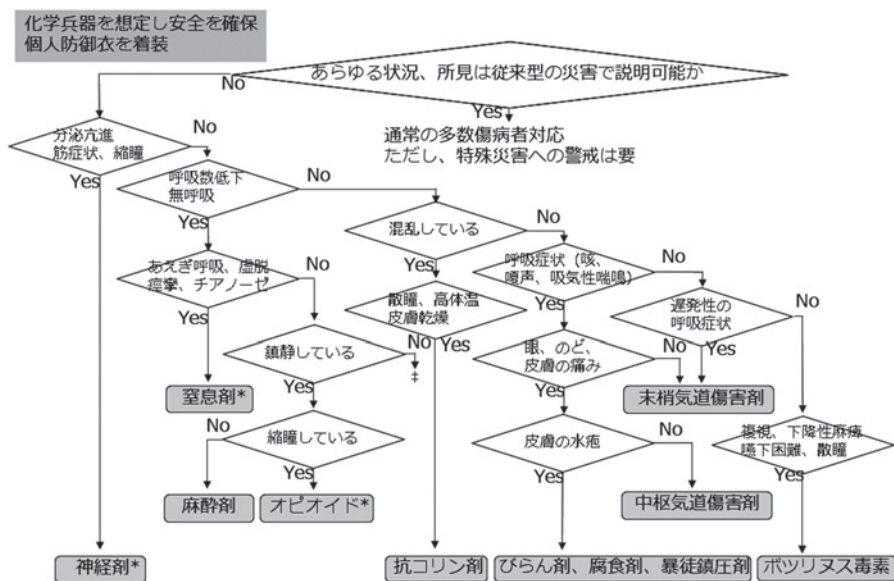 化学兵器を想定し安全を確保
個人防御衣を着装
あらゆる状況、所見は従来型の災害で説明可能か
No
Yes
通常の多数傷病者対応
ただし、特殊災害への警戒は要
分泌亢進
筋症状、縮瞳
No
Yes
呼吸数低下
無呼吸
No
Yes
混乱している
No
Yes
呼吸症状（咳、
嗄声、吸気性喘鳴）
No
Yes
あえぎ呼吸、虚脱
痙攣、チアノーゼ
No
Yes
散瞳、高体温
皮膚乾燥
No
Yes
遅発性の
呼吸症状
No
Yes
鎮静している
No
Yes
‡
眼、のど、
皮膚の痛み
No
Yes
窒息剤*
末梢気道傷害剤
縮瞳している
No
Yes
皮膚の水疱
No
Yes
複視、下降性麻痺
嚥下困難、散瞳
Yes
麻酔剤
オピオイド*
中枢気道傷害剤
神経剤*
抗コリン剤
びらん剤、腐食剤、暴徒鎮圧剤
ボツリヌス毒素